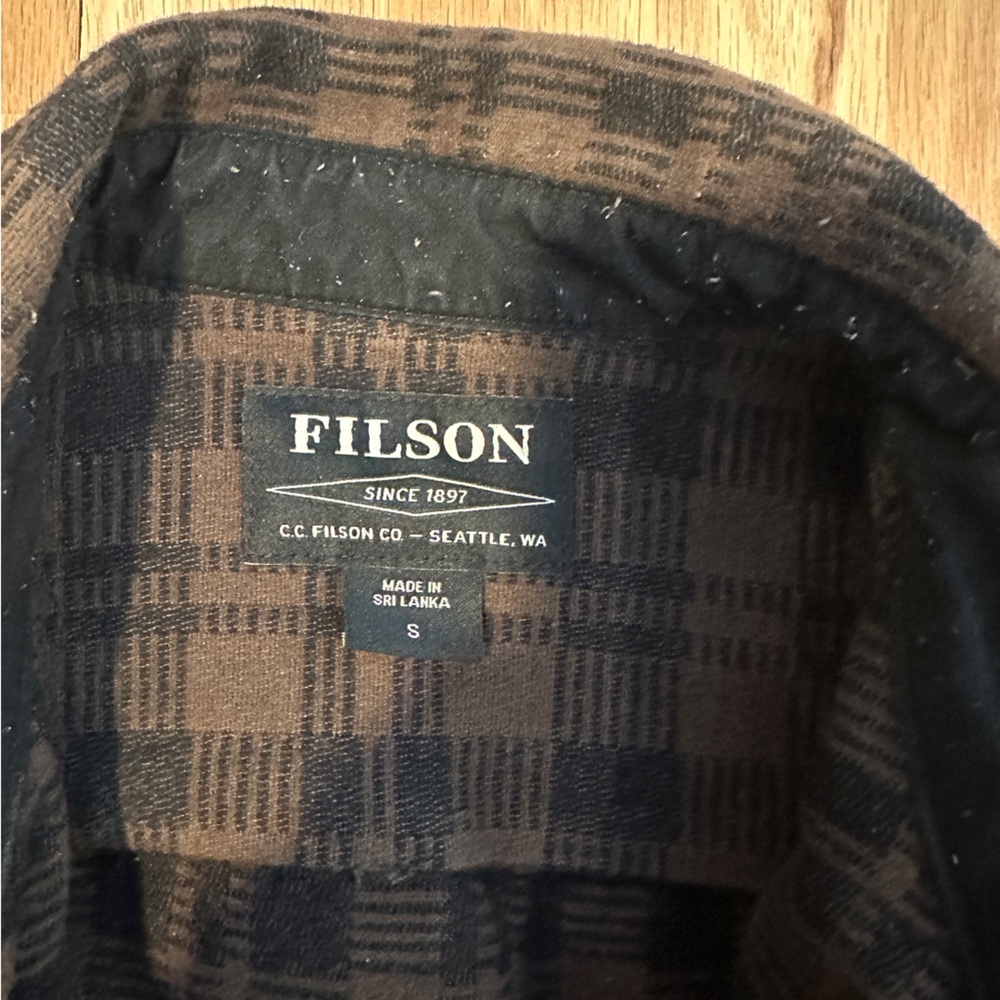 FILSON
SINCE 1897
C.C. FILSON CO. – SEATTLE, WA
MADE IN
SRI LANKA
S